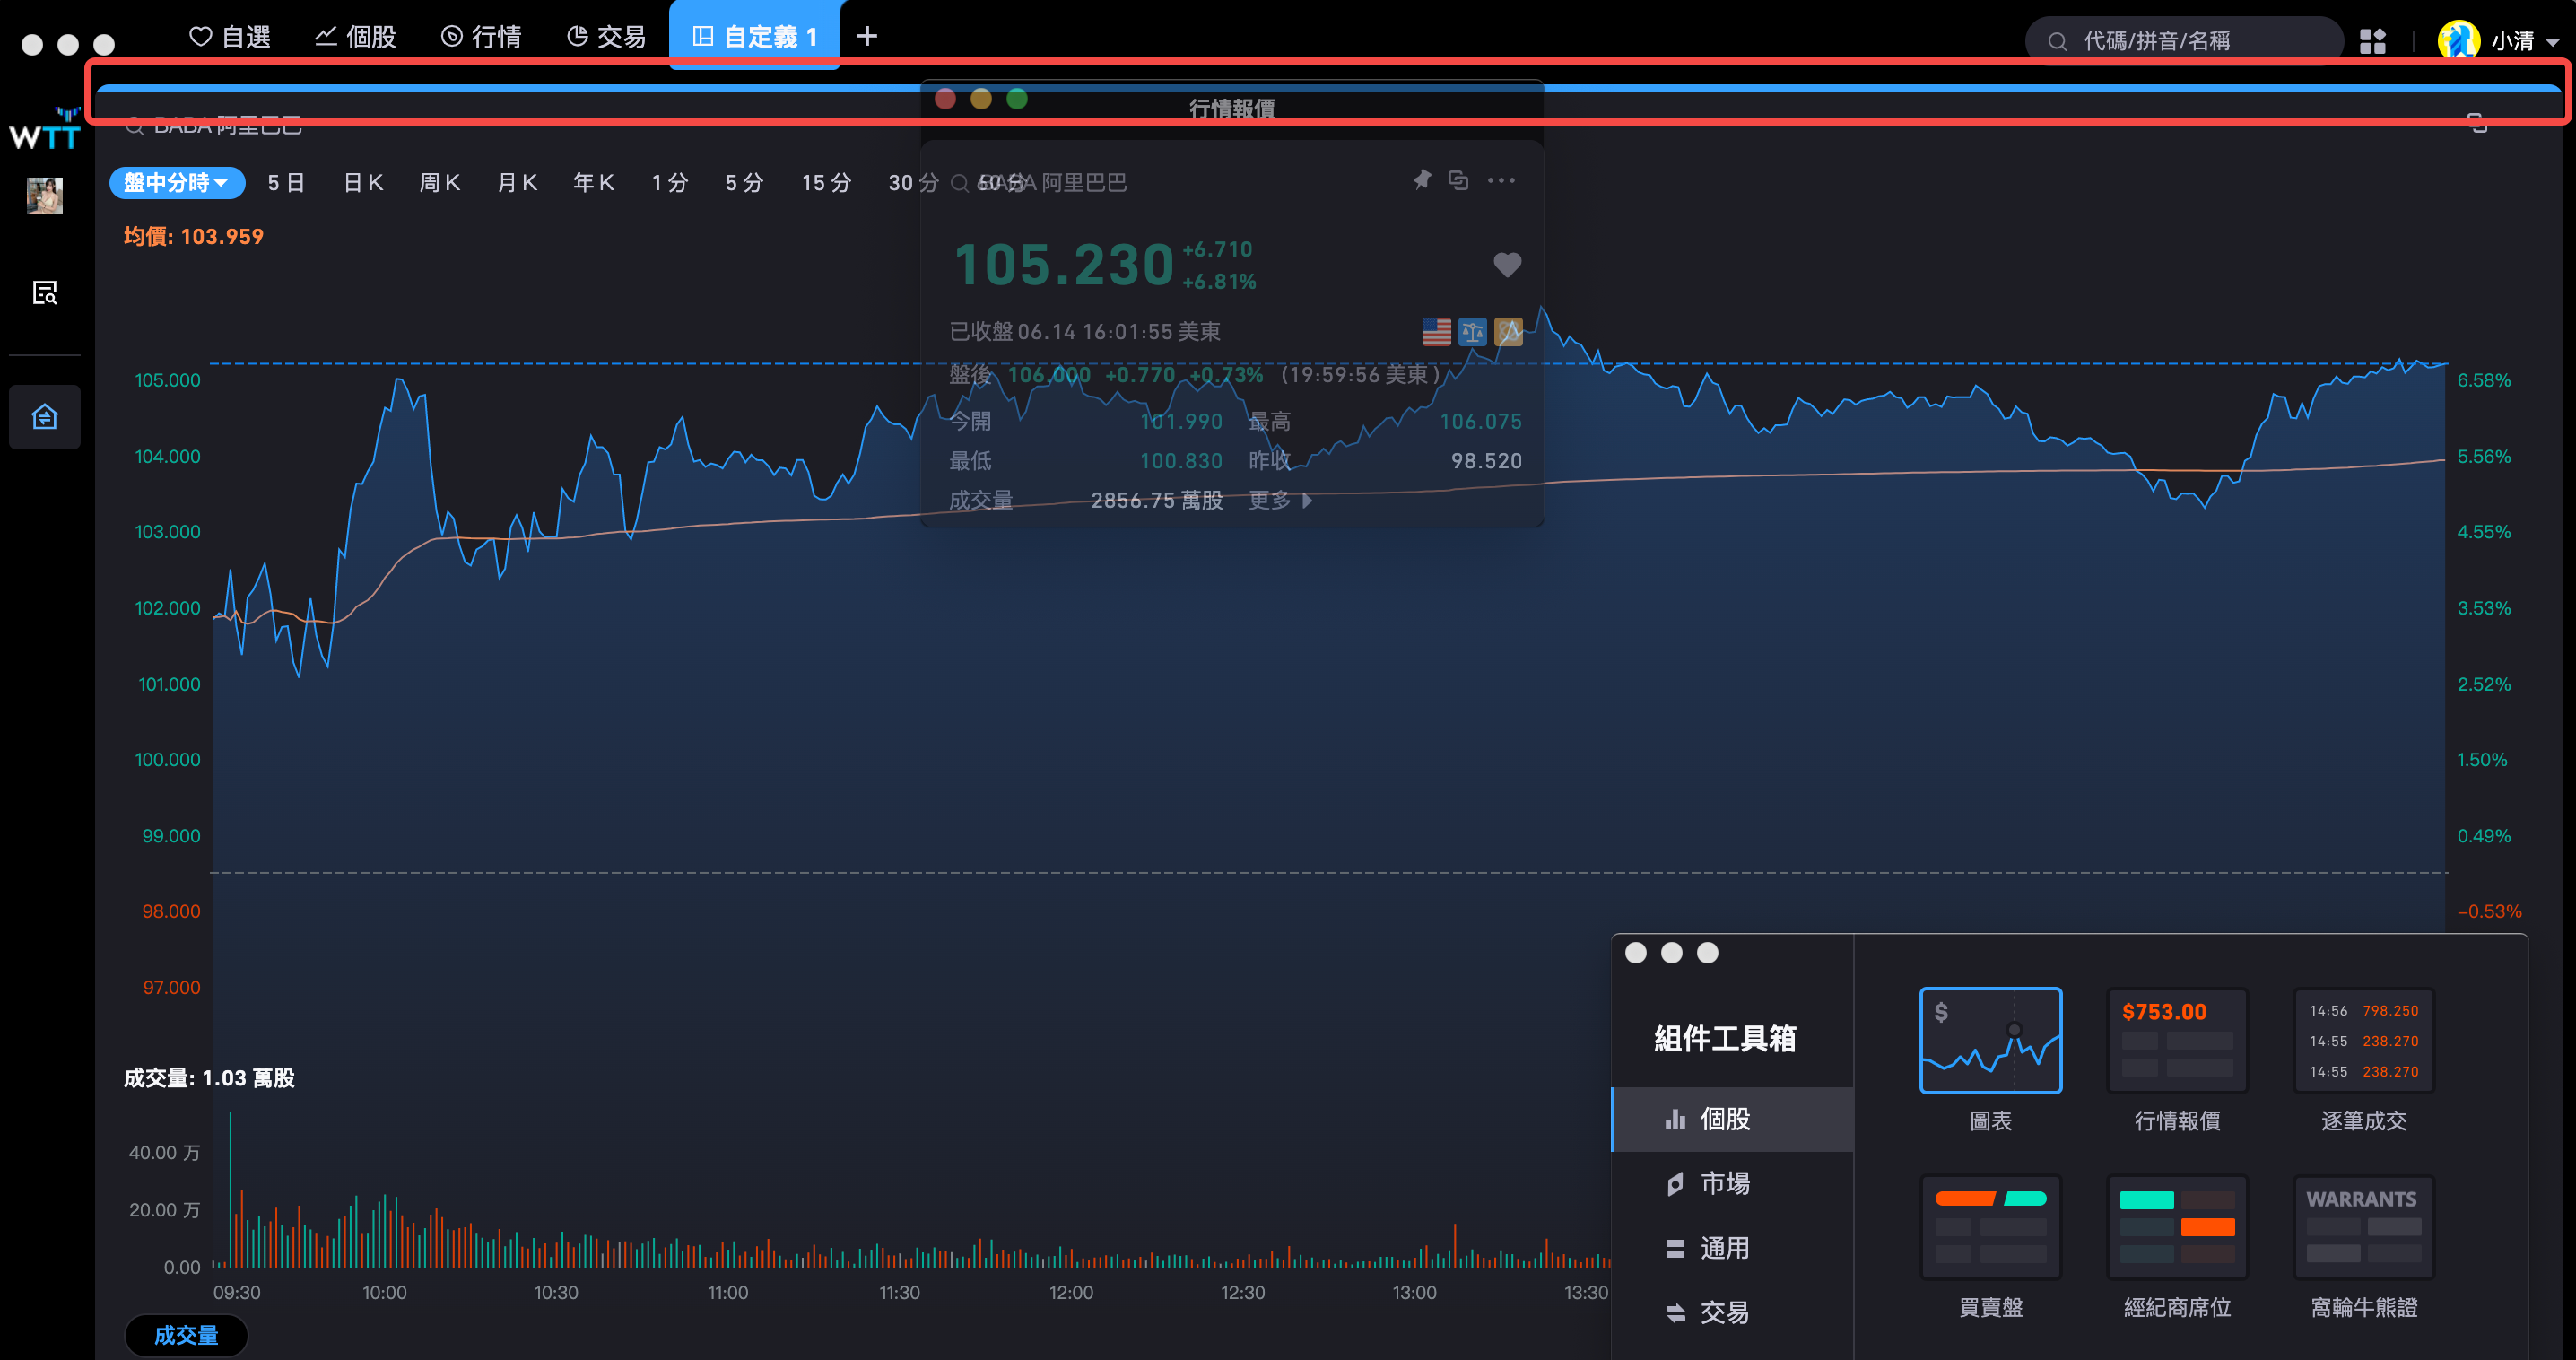 自選 個股 行情 交易 自定義 1 +
代碼/拼音/名稱 小清
WTT
BABA 阿里巴巴
盤中分時 5 日 日 K 周 K 月 K 年 K 1 分 5 分 15 分 30 分 60 分
均價: 103.959
行情報價
BABA 阿里巴巴
105.230 +6.710
+6.81%
已收盤 06.14 16:01:55 美東
盤後 106.000 +0.770 +0.73% (19:59:56 美東)
今開 101.990 最高 106.075
最低 100.830 昨收 98.520
成交量 2856.75 萬股 更多
105.000 6.58%
104.000 5.56%
103.000 4.55%
102.000 3.53%
101.000 2.52%
100.000 1.50%
99.000 0.49%
98.000 -0.53%
97.000
成交量: 1.03 萬股
40.00 万
20.00 万
0.00
09:30 10:00 10:30 11:00 11:30 12:00 12:30 13:00 13:30
成交量
組件工具箱
個股
市場
通用
交易
$
圖表
$753.00
行情報價
14:56 798.250
14:55 238.270
14:55 238.270
逐筆成交
買賣盤
經紀商席位
WARRANTS
窩輪牛熊證